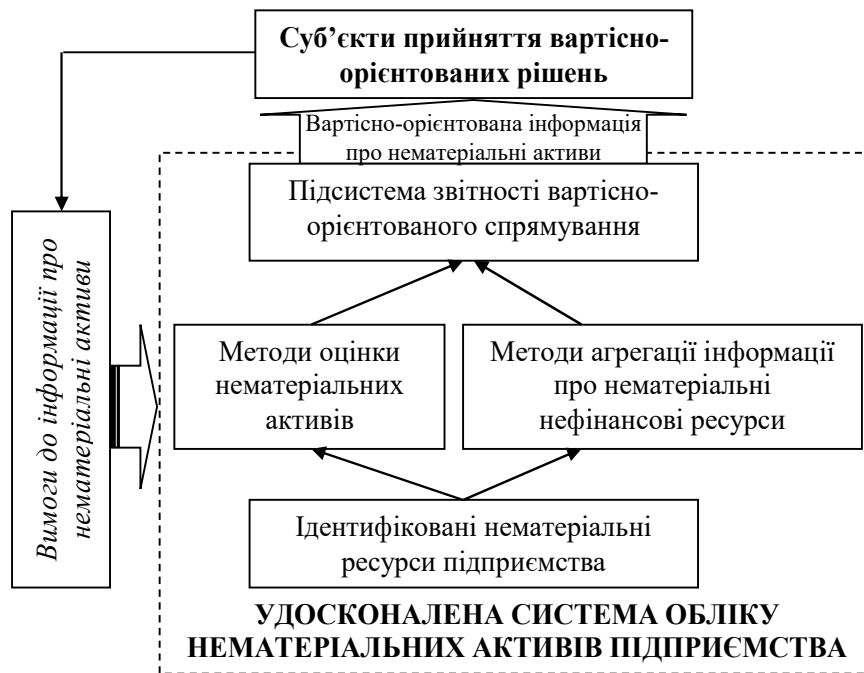 Суб’єкти прийняття вартісно-
орієнтованих рішень
Вартісно-орієнтована інформація
про нематеріальні активи
Підсистема звітності вартісно-
орієнтованого спрямування
Вимоги до інформації про
нематеріальні активи
Методи оцінки
нематеріальних
активів
Методи агрегації інформації
про нематеріальні
нефінансові ресурси
Ідентифіковані нематеріальні
ресурси підприємства
УДОСКОНАЛЕНА СИСТЕМА ОБЛІКУ
НЕМАТЕРІАЛЬНИХ АКТИВІВ ПІДПРИЄМСТВА